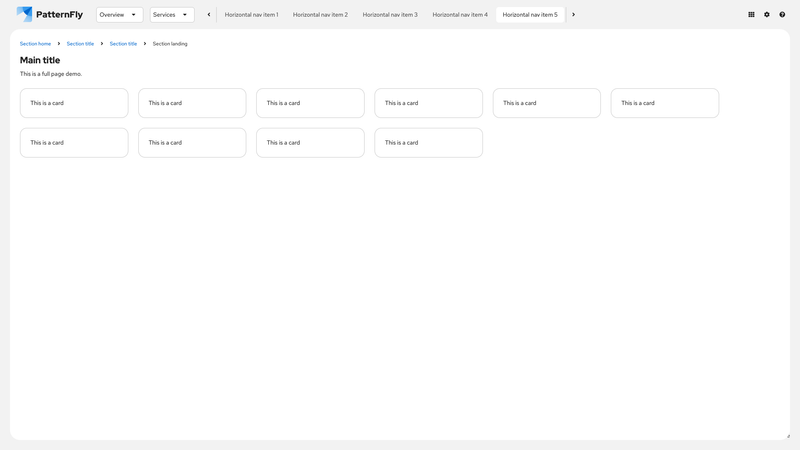 PatternFly Overview Services Horizontal nav item 1 Horizontal nav item 2 Horizontal nav item 3 Horizontal nav item 4 Horizontal nav item 5
Section home Section title Section title Section landing
Main title
This is a full page demo.
This is a card This is a card This is a card This is a card This is a card This is a card
This is a card This is a card This is a card This is a card